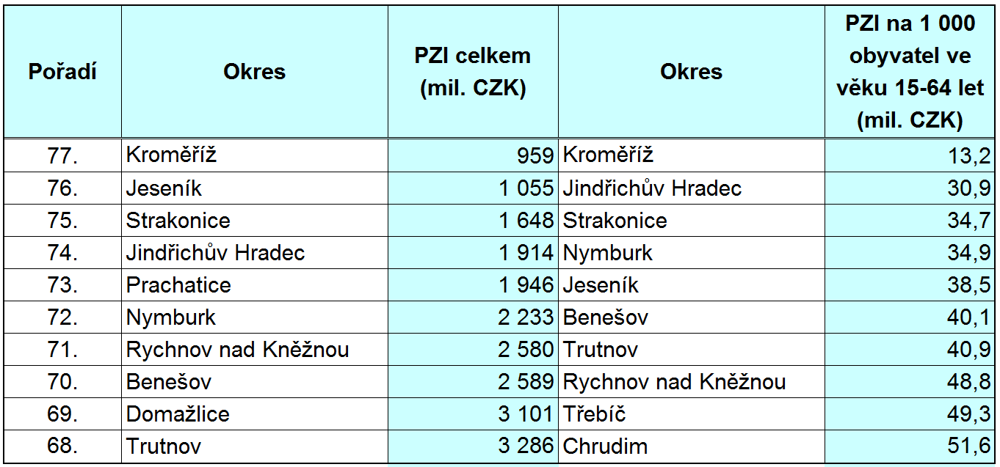 Pořadí Okres PZI celkem (mil. CZK) Okres PZI na 1 000 obyvatel ve věku 15-64 let (mil. CZK)
77. Kroměříž 959 Kroměříž 13,2
76. Jeseník 1 055 Jindřichův Hradec 30,9
75. Strakonice 1 648 Strakonice 34,7
74. Jindřichův Hradec 1 914 Nymburk 34,9
73. Prachatice 1 946 Jeseník 38,5
72. Nymburk 2 233 Benešov 40,1
71. Rychnov nad Kněžnou 2 580 Trutnov 40,9
70. Benešov 2 589 Rychnov nad Kněžnou 48,8
69. Domažlice 3 101 Třebíč 49,3
68. Trutnov 3 286 Chrudim 51,6